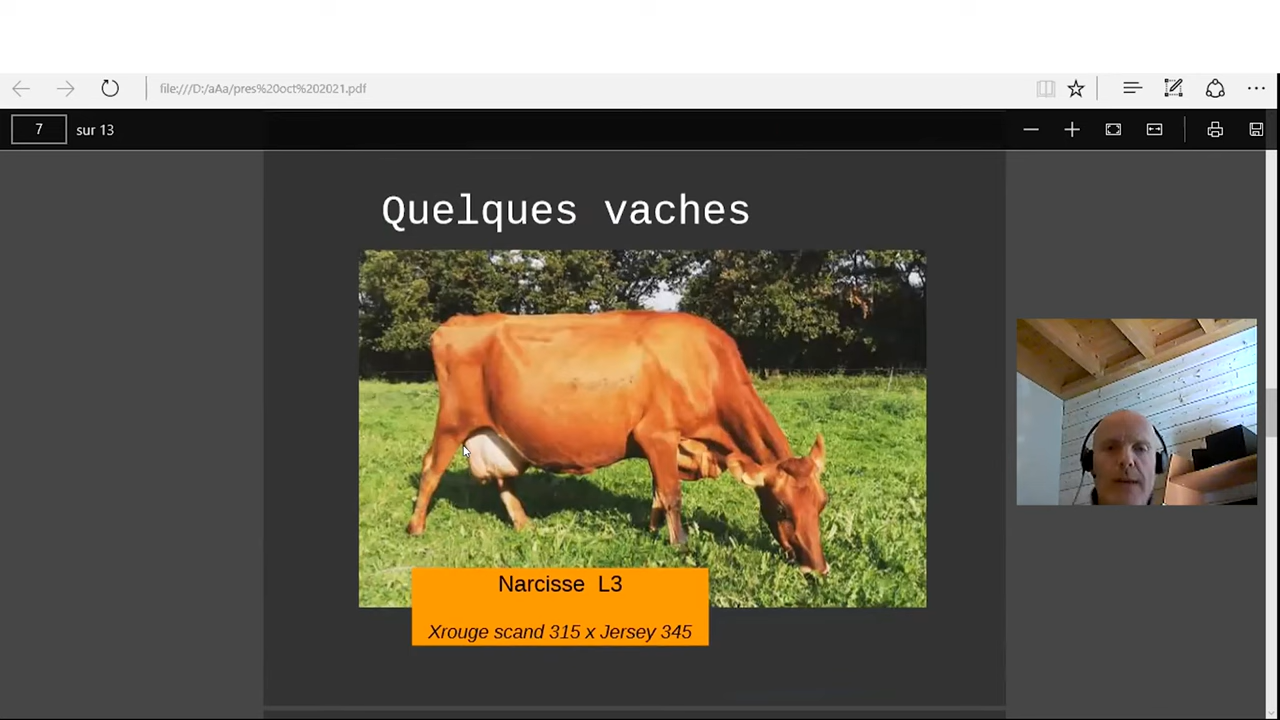 file:///D:/aAa/pres%20oct%202021.pdf
7 sur 13
Quelques vaches
Narcisse L3
Xrouge scand 315 x Jersey 345